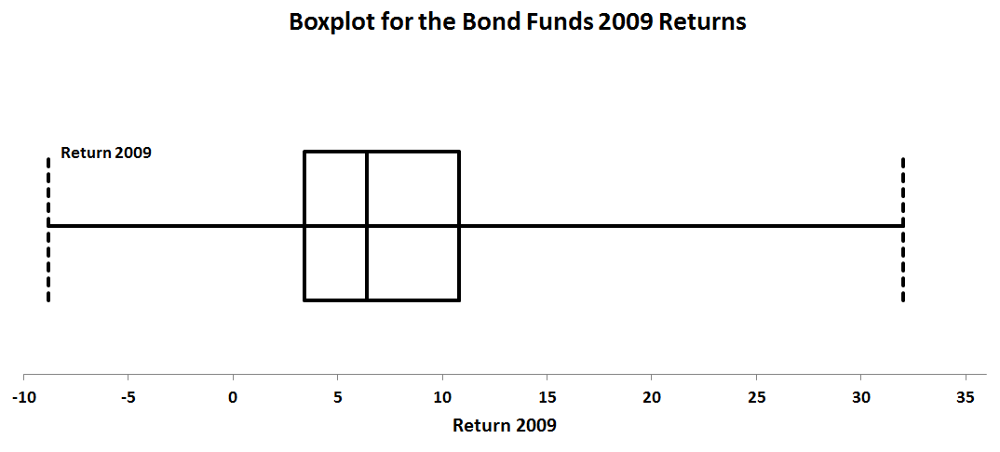 Boxplot for the Bond Funds 2009 Returns
Return 2009
-10 -5 0 5 10 15 20 25 30 35
Return 2009